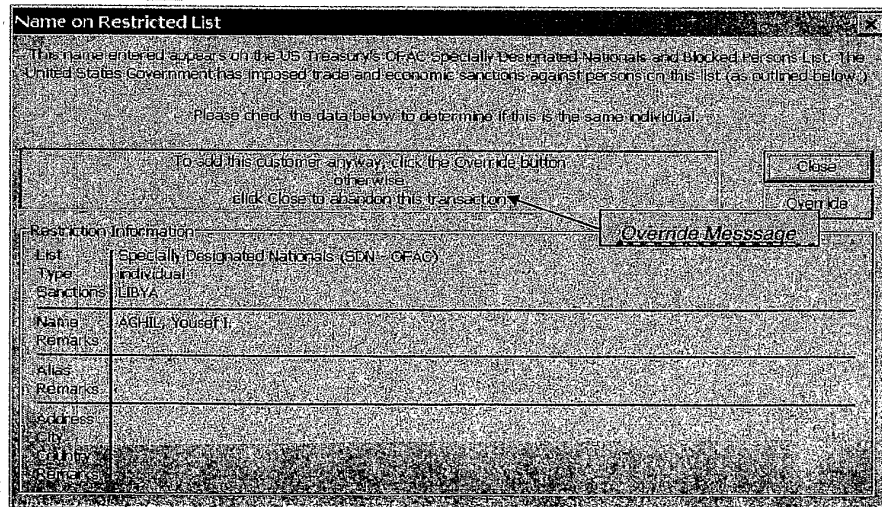 Name on Restricted List
This name entered appears on the US Treasury's OFAC Specially Designated Nationals and Blocked Persons List. The
United States Government has imposed trade and economic sanctions against persons on this list (as outlined below.)
Please check the data below to determine if this is the same individual.
To add this customer anyway, click the Override button
otherwise
click Close to abandon this transaction
Close
Override
Override Messsage
Restriction Information
List Specially Designated Nationals (SDN - OFAC)
Type individual
Sanctions LIBYA
Name AGHIL, Yousef I.
Remarks
Alias
Remarks
Address
City
Country
Remarks